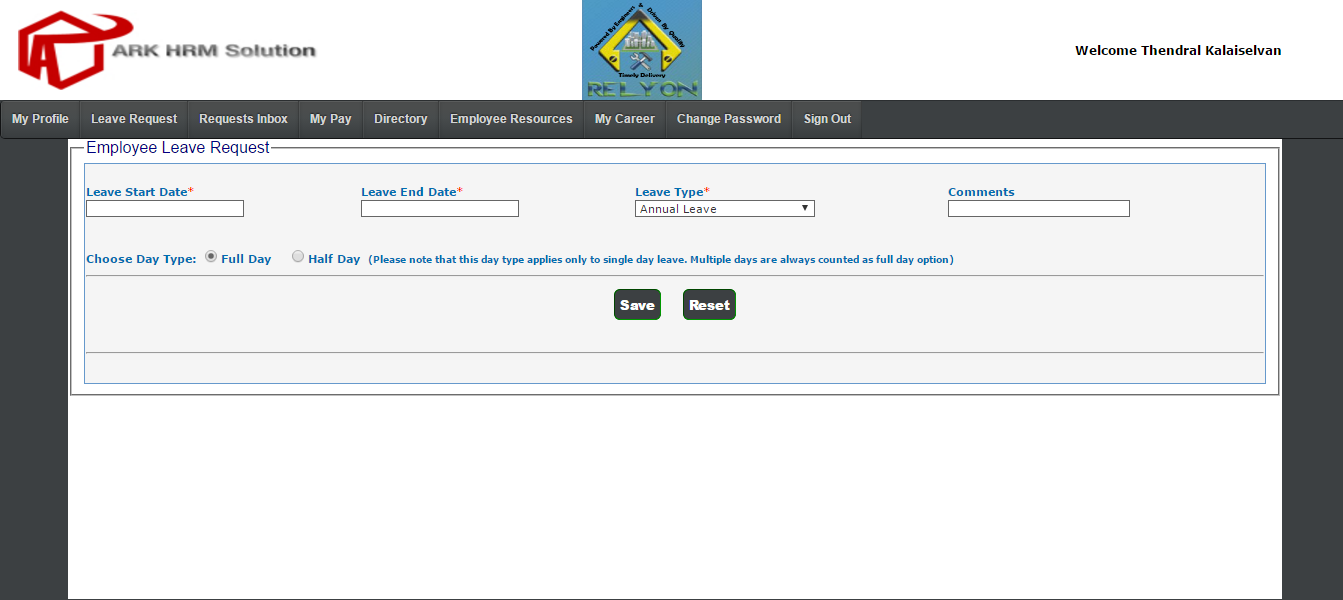 ARK HRM Solution
Powered By Engineers & Driven By Quality
Timely Delivery
RELYON
Welcome Thendral Kalaiselvan
My Profile Leave Request Requests Inbox My Pay Directory Employee Resources My Career Change Password Sign Out
Employee Leave Request
Leave Start Date* Leave End Date* Leave Type* Comments
Annual Leave
Choose Day Type: Full Day Half Day (Please note that this day type applies only to single day leave. Multiple days are always counted as full day option)
Save Reset